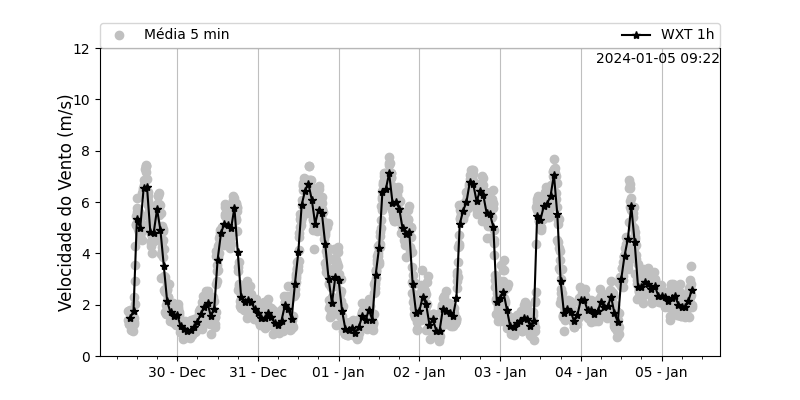 Média 5 min
WXT 1h
2024-01-05 09:22
Velocidade do Vento (m/s)
12
10
8
6
4
2
0
30 - Dec
31 - Dec
01 - Jan
02 - Jan
03 - Jan
04 - Jan
05 - Jan